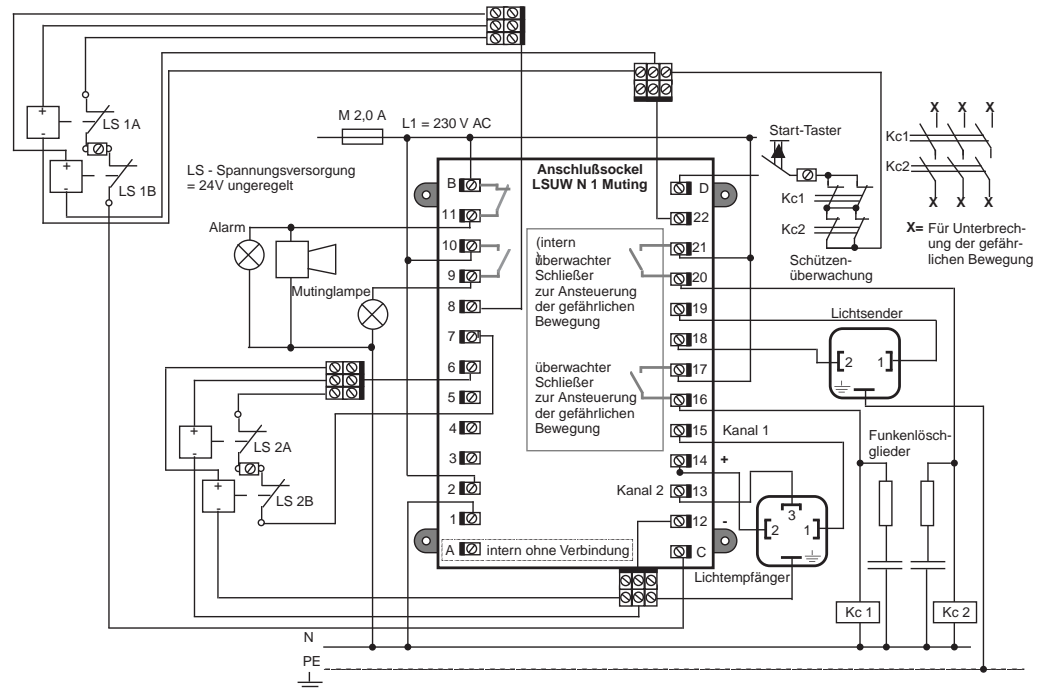 M 2,0 A
L1 = 230 V AC
Start-Taster
X X X
Kc1
Kc2
X X X
X= Für Unterbrech-
ung der gefähr-
lichen Bewegung
+
-
LS 1A
+
-
LS 1B
LS - Spannungsversorgung
= 24V ungeregelt
Anschlußsockel
LSUW N 1 Muting
Kc1
Kc2
Schützen-
überwachung
Alarm
Mutinglampe
B
11
10
9
8
7
6
5
4
3
2
1
A
intern ohne Verbindung
(intern
überwachter
Schließer
zur Ansteuerung
der gefährlichen
Bewegung
überwachter
Schließer
zur Ansteuerung
der gefährlichen
Bewegung
D
22
21
20
19
18
17
16
15
14
13
12
C
Kanal 1
+
Kanal 2
-
Lichtsender
2 1
Funkenlösch-
glieder
3
2 1
Lichtempfänger
+
-
LS 2A
+
-
LS 2B
Kc 1
Kc 2
N
PE